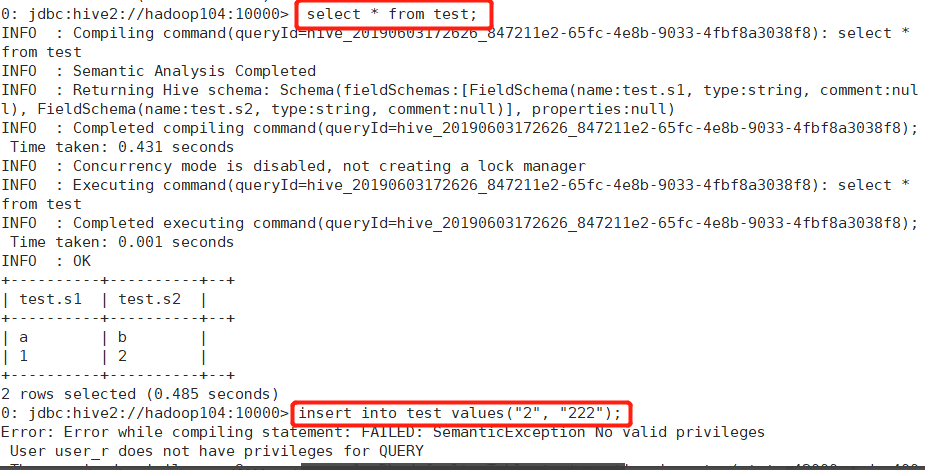 0: jdbc:hive2://hadoop104:10000> select * from test;
INFO  : Compiling command(queryId=hive_20190603172626_847211e2-65fc-4e8b-9033-4fbf8a3038f8): select *
from test
INFO  : Semantic Analysis Completed
INFO  : Returning Hive schema: Schema(fieldSchemas:[FieldSchema(name:test.s1, type:string, comment:nul
l), FieldSchema(name:test.s2, type:string, comment:null)], properties:null)
INFO  : Completed compiling command(queryId=hive_20190603172626_847211e2-65fc-4e8b-9033-4fbf8a3038f8);
 Time taken: 0.431 seconds
INFO  : Concurrency mode is disabled, not creating a lock manager
INFO  : Executing command(queryId=hive_20190603172626_847211e2-65fc-4e8b-9033-4fbf8a3038f8): select *
from test
INFO  : Completed executing command(queryId=hive_20190603172626_847211e2-65fc-4e8b-9033-4fbf8a3038f8);
 Time taken: 0.001 seconds
INFO  : OK
+----------+----------+--+
| test.s1  | test.s2  |
+----------+----------+--+
| a        | b        |
| 1        | 2        |
+----------+----------+--+
2 rows selected (0.485 seconds)
0: jdbc:hive2://hadoop104:10000> insert into test values("2", "222");
Error: Error while compiling statement: FAILED: SemanticException No valid privileges
 User user_r does not have privileges for QUERY